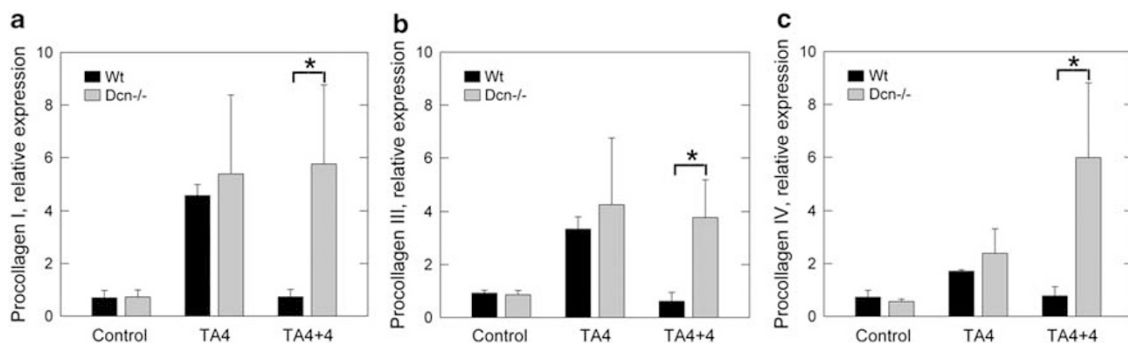 a
Procollagen I, relative expression
10
8
6
4
2
0
Wt
Dcn-/-
*
Control TA4 TA4+4
b
Procollagen III, relative expression
10
8
6
4
2
0
Wt
Dcn-/-
*
Control TA4 TA4+4
c
Procollagen IV, relative expression
10
8
6
4
2
0
Wt
Dcn-/-
*
Control TA4 TA4+4